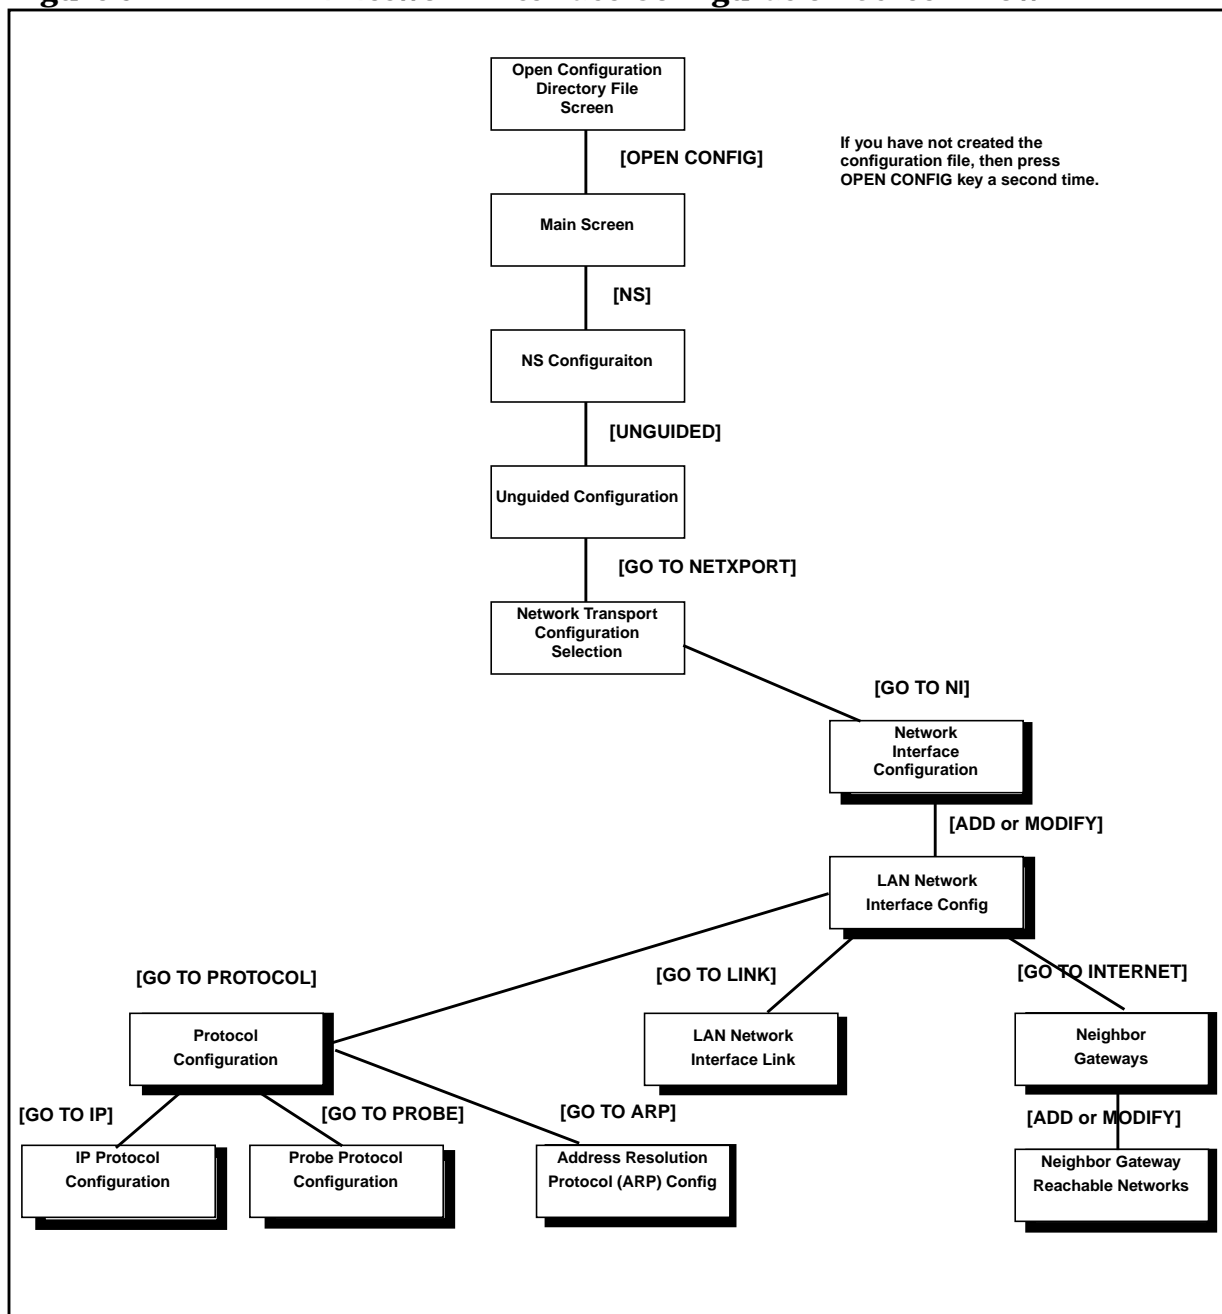 Open Configuration
Directory File
Screen
[OPEN CONFIG]
If you have not created the
configuration file, then press
OPEN CONFIG key a second time.
Main Screen
[NS]
NS Configuraiton
[UNGUIDED]
Unguided Configuration
[GO TO NETXPORT]
Network Transport
Configuration
Selection
[GO TO NI]
Network
Interface
Configuration
[ADD or MODIFY]
LAN Network
Interface Config
[GO TO PROTOCOL]
[GO TO LINK]
[GO TO INTERNET]
Protocol
Configuration
LAN Network
Interface Link
Neighbor
Gateways
[GO TO IP]
[GO TO PROBE]
[GO TO ARP]
[ADD or MODIFY]
IP Protocol
Configuration
Probe Protocol
Configuration
Address Resolution
Protocol (ARP) Config
Neighbor Gateway
Reachable Networks